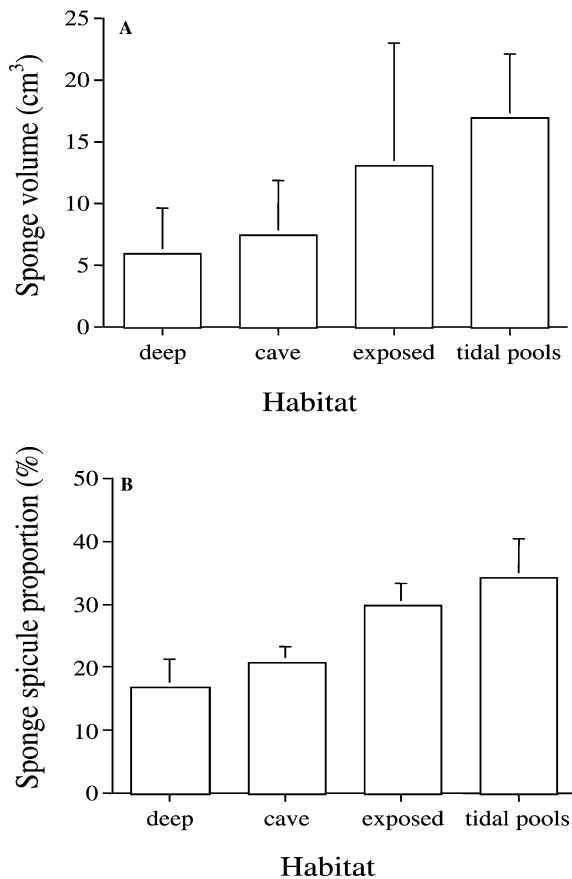 A
Sponge volume (cm³)
25
20
15
10
5
0
deep cave exposed tidal pools
Habitat
B
Sponge spicule proportion (%)
50
40
30
20
10
0
deep cave exposed tidal pools
Habitat